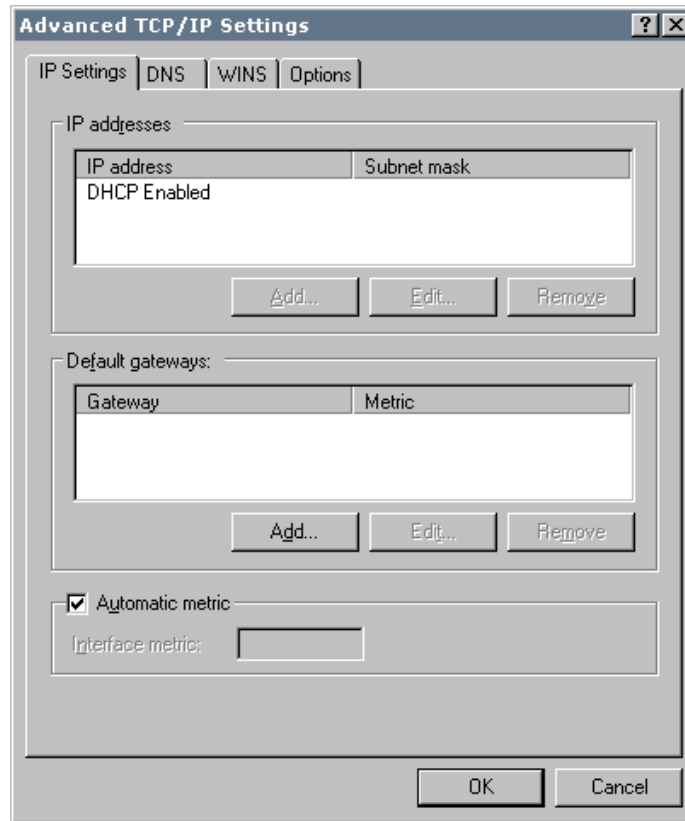 Advanced TCP/IP Settings
IP Settings DNS WINS Options
IP addresses
IP address Subnet mask
DHCP Enabled
Add... Edit... Remove
Default gateways:
Gateway Metric
Add... Edit... Remove
Automatic metric
Interface metric:
OK Cancel